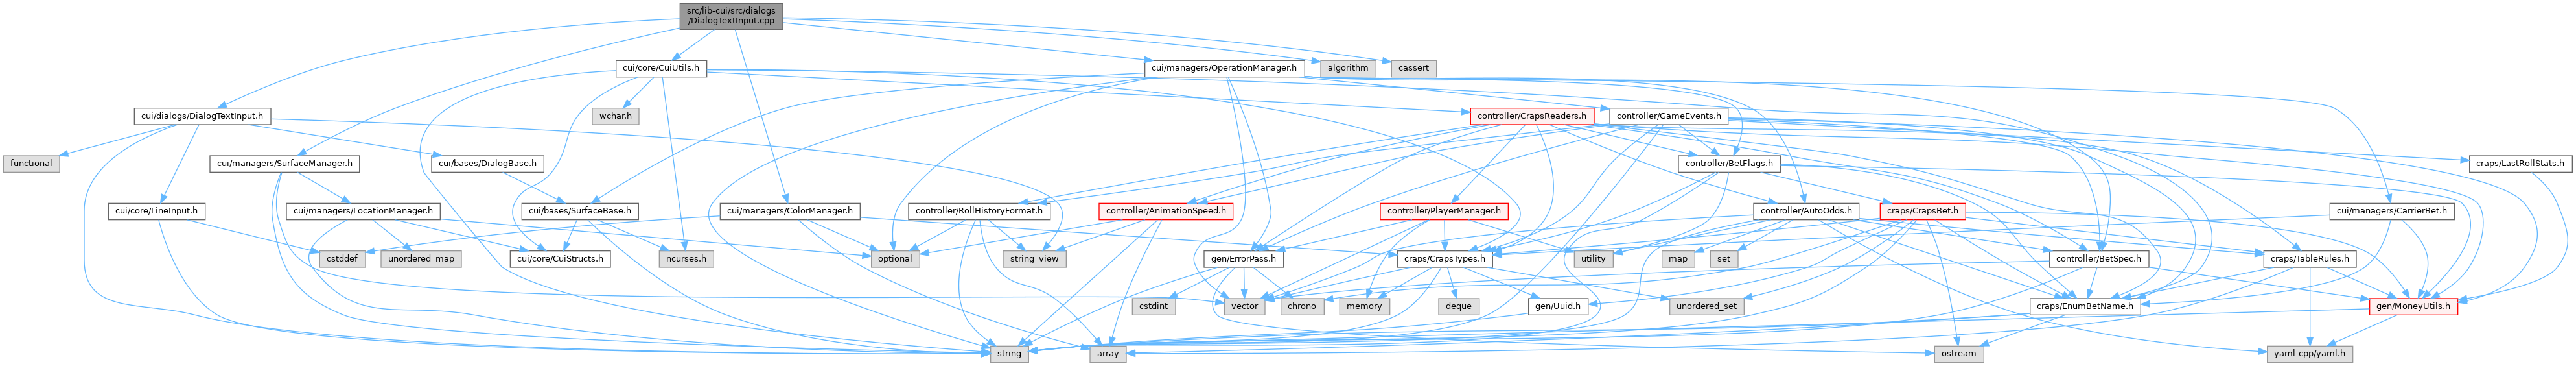 src/lib-cui/src/dialogs
/DialogTextInput.cpp
cui/core/CuiUtils.h
cui/managers/OperationManager.h
algorithm
cassert
wchar.h
cui/dialogs/DialogTextInput.h
controller/CrapsReaders.h
controller/GameEvents.h
functional
cui/managers/SurfaceManager.h
cui/bases/DialogBase.h
controller/BetFlags.h
craps/LastRollStats.h
cui/core/LineInput.h
cui/managers/LocationManager.h
cui/bases/SurfaceBase.h
cui/managers/ColorManager.h
controller/RollHistoryFormat.h
controller/AnimationSpeed.h
controller/PlayerManager.h
controller/AutoOdds.h
craps/CrapsBet.h
cui/managers/CarrierBet.h
cstddef
unordered_map
cui/core/CuiStructs.h
ncurses.h
optional
string_view
gen/ErrorPass.h
craps/CrapsTypes.h
utility
map
set
controller/BetSpec.h
craps/TableRules.h
cstdint
vector
chrono
memory
deque
gen/Uuid.h
unordered_set
craps/EnumBetName.h
gen/MoneyUtils.h
string
array
ostream
yaml-cpp/yaml.h